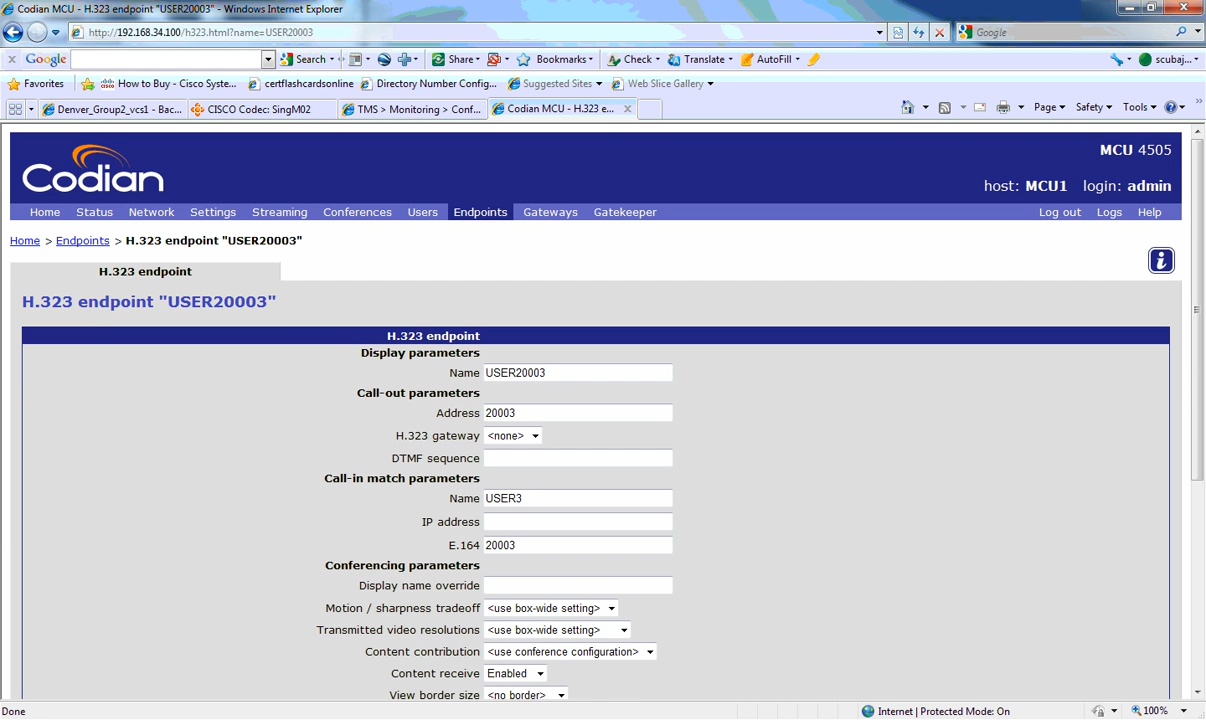 Codian MCU - H.323 endpoint "USER20003" - Windows Internet Explorer
http://192.168.34.100/h323.html?name=USER20003
Google
x Google Search Share Bookmarks Check Translate AutoFill scubaj...
Favorites How to Buy - Cisco Syste... certflashcardsonline Directory Number Config... Suggested Sites Web Slice Gallery
Denver_Group2_vcs1 - Bac... CISCO Codec: SingM02 TMS > Monitoring > Conf... Codian MCU - H.323 e... x Page Safety Tools
Codian
MCU 4505
host: MCU1 login: admin
Home Status Network Settings Streaming Conferences Users Endpoints Gateways Gatekeeper Log out Logs Help
Home > Endpoints > H.323 endpoint "USER20003"
i
H.323 endpoint
H.323 endpoint "USER20003"
H.323 endpoint
Display parameters
Name USER20003
Call-out parameters
Address 20003
H.323 gateway <none>
DTMF sequence
Call-in match parameters
Name USER3
IP address
E.164 20003
Conferencing parameters
Display name override
Motion / sharpness tradeoff <use box-wide setting>
Transmitted video resolutions <use box-wide setting>
Content contribution <use conference configuration>
Content receive Enabled
View border size <no border>
Done Internet | Protected Mode: On 100%